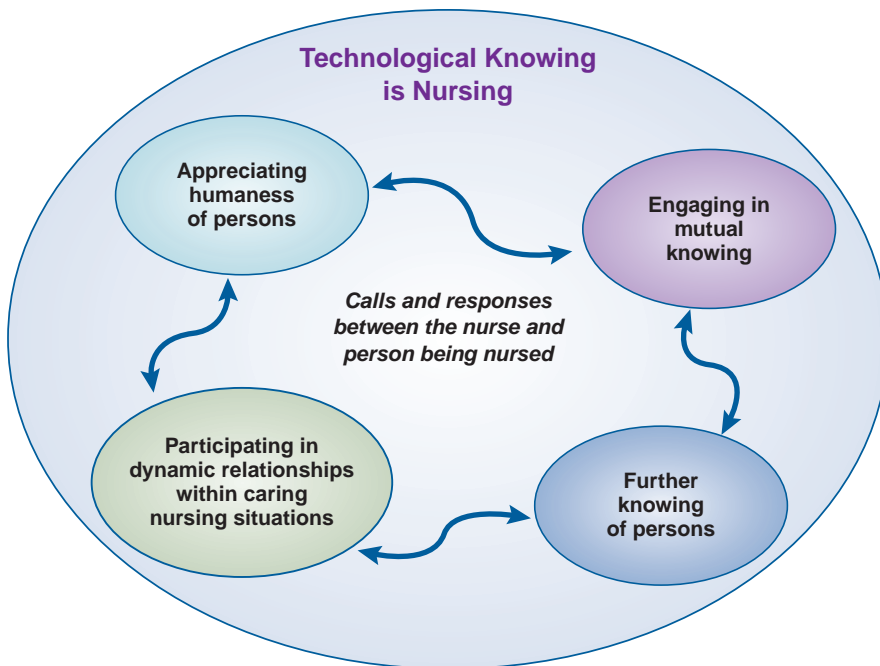 Technological Knowing
is Nursing
Appreciating
humaness
of persons
Engaging in
mutual
knowing
Calls and responses
between the nurse and
person being nursed
Participating in
dynamic relationships
within caring
nursing situations
Further
knowing
of persons